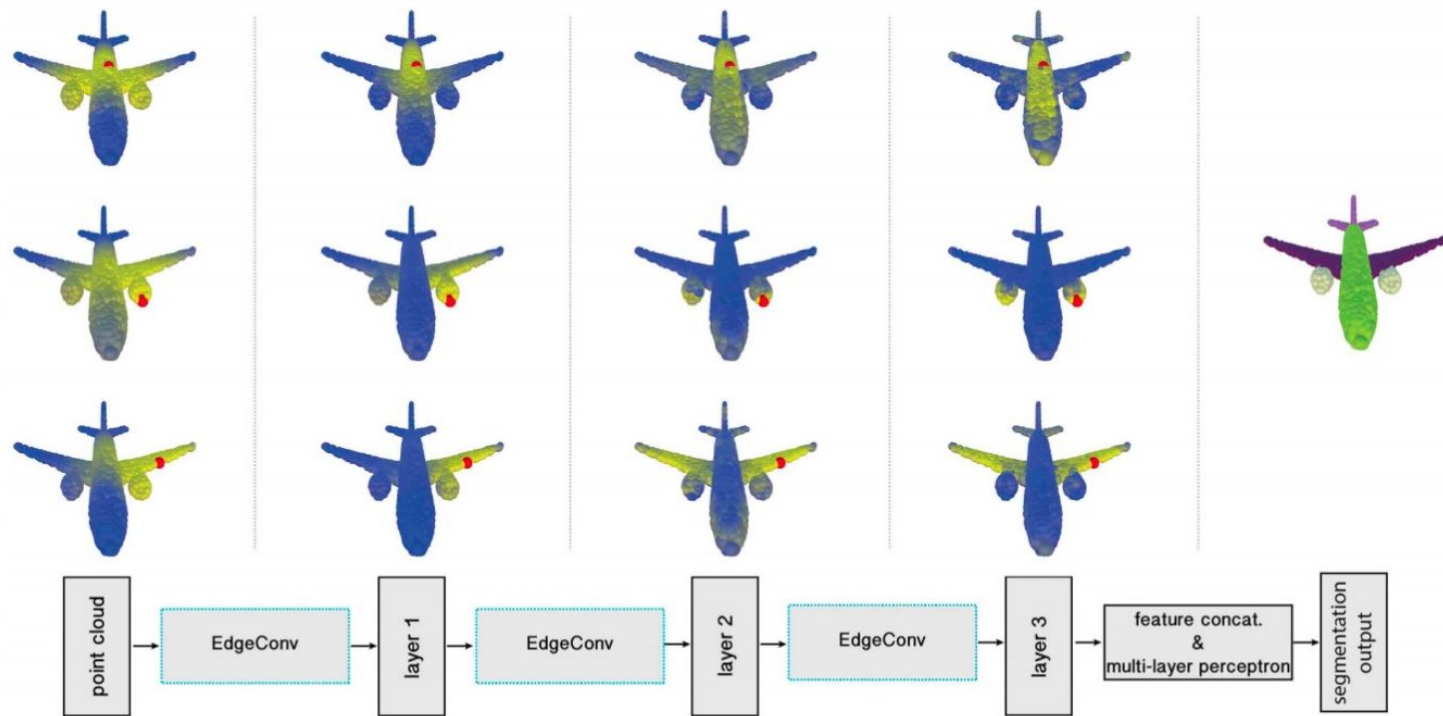 point cloud
EdgeConv
layer 1
EdgeConv
layer 2
EdgeConv
layer 3
feature concat.
&
multi-layer perceptron
segmentation
output